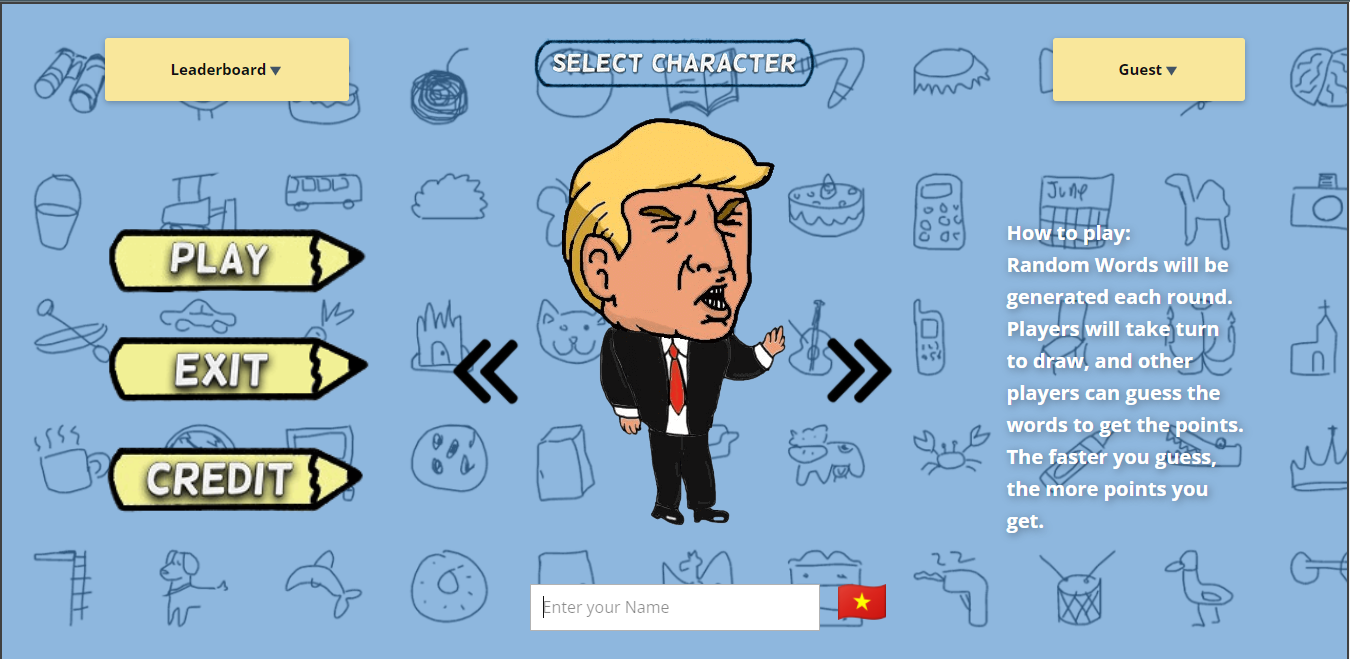 Leaderboard ▼
SELECT CHARACTER
Guest ▼
PLAY
EXIT
CREDIT
June
How to play:
Random Words will be
generated each round.
Players will take turn
to draw, and other
players can guess the
words to get the points.
The faster you guess,
the more points you
get.
Enter your Name